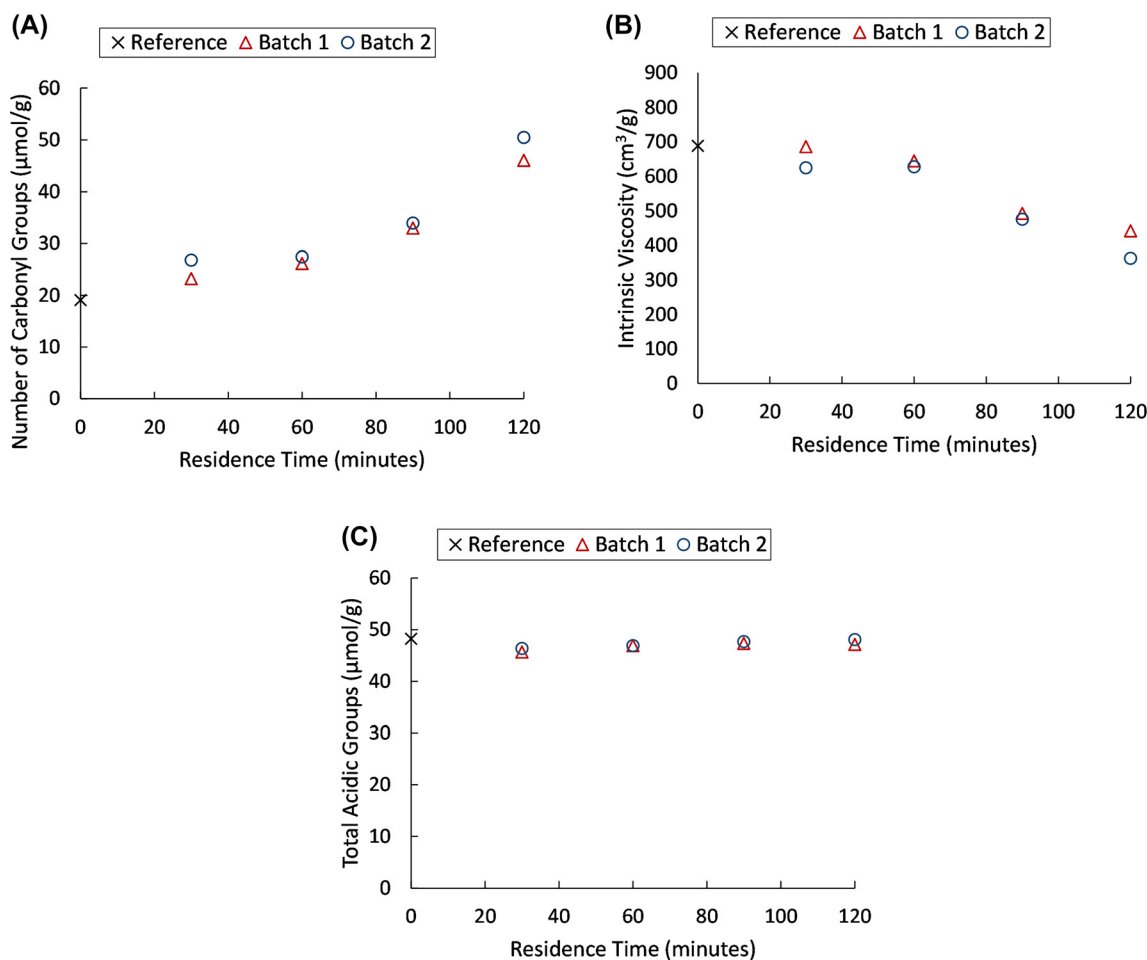 (A)
× Reference △ Batch 1 ○ Batch 2
Number of Carbonyl Groups (µmol/g)
60
50
40
30
20
10
0
0 20 40 60 80 100 120
Residence Time (minutes)
(B)
× Reference △ Batch 1 ○ Batch 2
Intrinsic Viscosity (cm³/g)
900
800
700
600
500
400
300
200
100
0
0 20 40 60 80 100 120
Residence Time (minutes)
(C)
× Reference △ Batch 1 ○ Batch 2
Total Acidic Groups (µmol/g)
60
50
40
30
20
10
0
0 20 40 60 80 100 120
Residence Time (minutes)